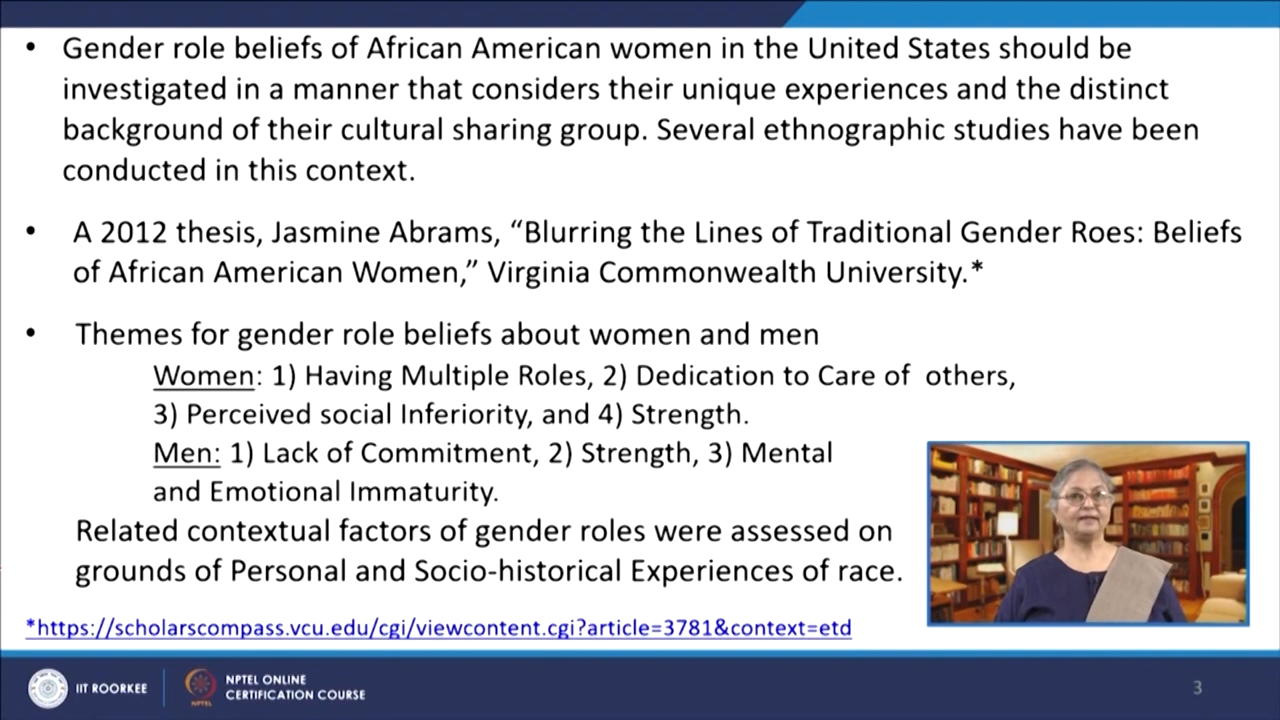 • Gender role beliefs of African American women in the United States should be
investigated in a manner that considers their unique experiences and the distinct
background of their cultural sharing group. Several ethnographic studies have been
conducted in this context.
• A 2012 thesis, Jasmine Abrams, “Blurring the Lines of Traditional Gender Roes: Beliefs
of African American Women,” Virginia Commonwealth University.*
• Themes for gender role beliefs about women and men
Women: 1) Having Multiple Roles, 2) Dedication to Care of others,
3) Perceived social Inferiority, and 4) Strength.
Men: 1) Lack of Commitment, 2) Strength, 3) Mental
and Emotional Immaturity.
Related contextual factors of gender roles were assessed on
grounds of Personal and Socio-historical Experiences of race.
*https://scholarscompass.vcu.edu/cgi/viewcontent.cgi?article=3781&context=etd
IIT ROORKEE
NPTEL
NPTEL ONLINE
CERTIFICATION COURSE
3